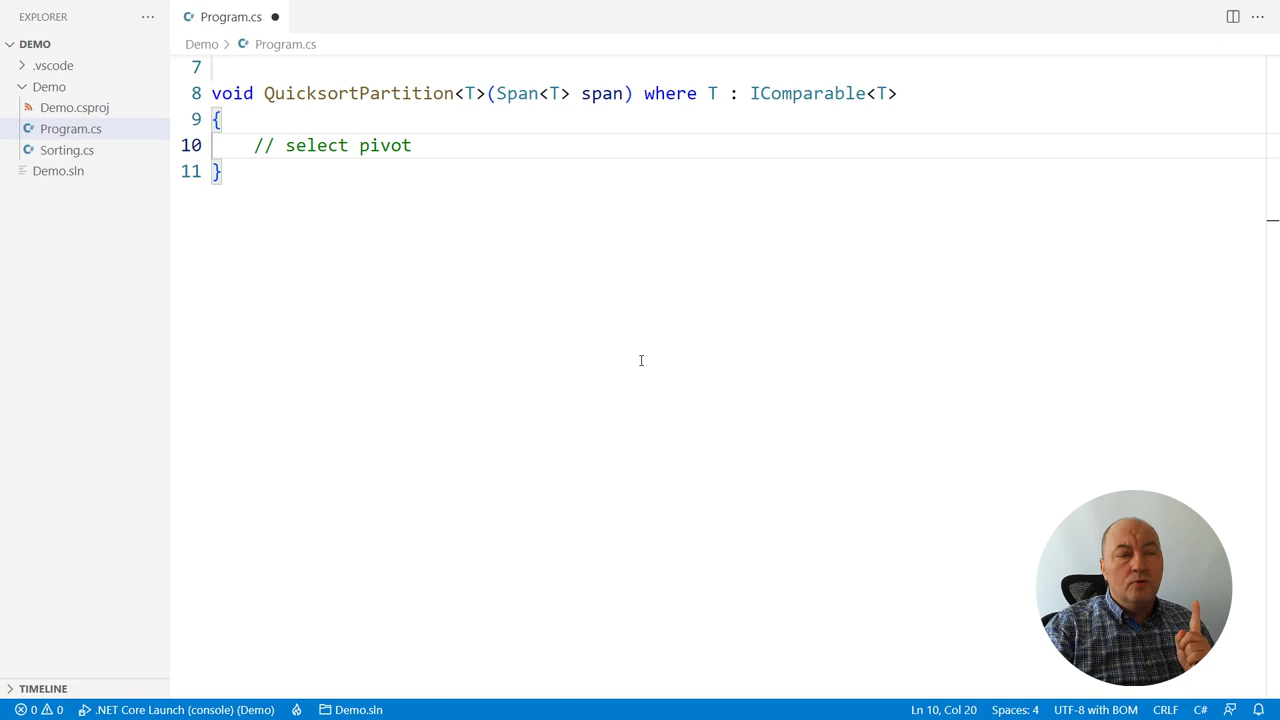 EXPLORER
Program.cs
DEMO
.vscode
Demo
Demo.csproj
Program.cs
Sorting.cs
Demo.sln
TIMELINE
Demo > Program.cs
7
8 void QuicksortPartition<T>(Span<T> span) where T : IComparable<T>
9 {
10 // select pivot
11 }
0 0 .NET Core Launch (console) (Demo) Demo.sln Ln 10, Col 20 Spaces: 4 UTF-8 with BOM CRLF C#